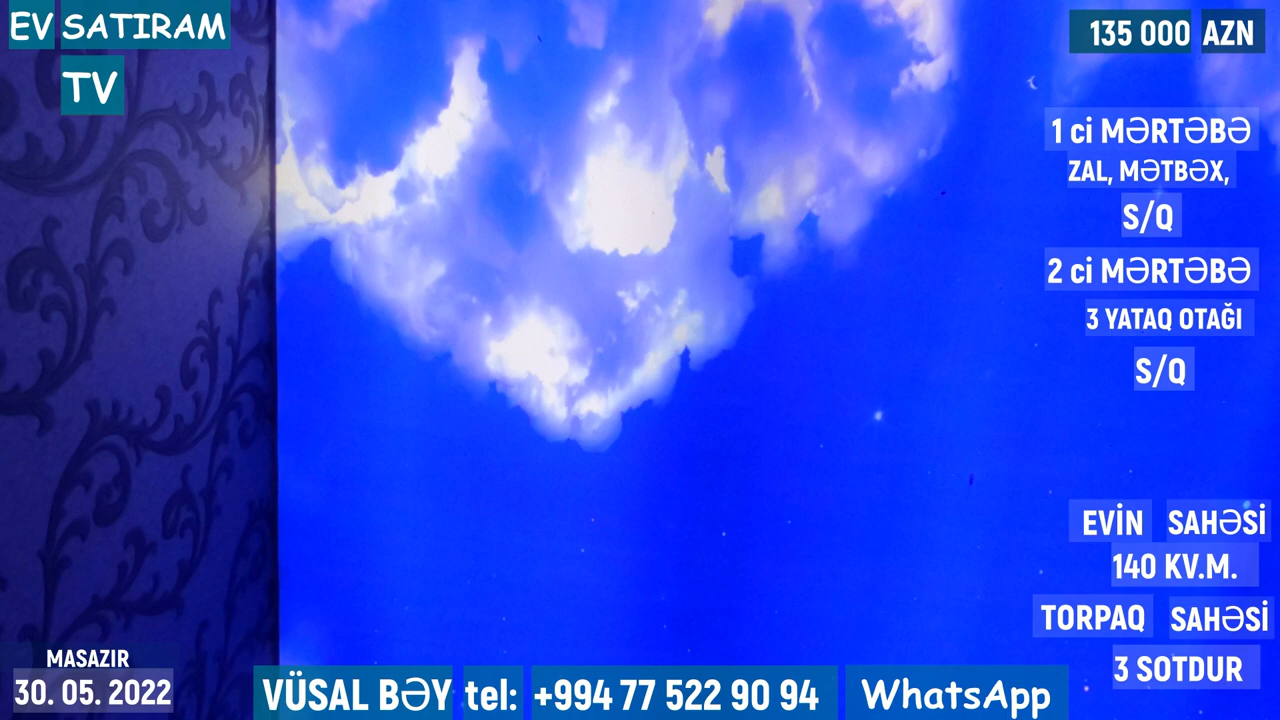 EV SATIRAM
TV
135 000 AZN
1 ci MƏRTƏBƏ
ZAL, MƏTBƏX,
S/Q
2 ci MƏRTƏBƏ
3 YATAQ OTAĞI
S/Q
EVİN SAHƏSİ
140 KV.M.
TORPAQ SAHƏSİ
3 SOTDUR
MASAZIR
30. 05. 2022
VÜSAL BƏY tel: +994 77 522 90 94 WhatsApp